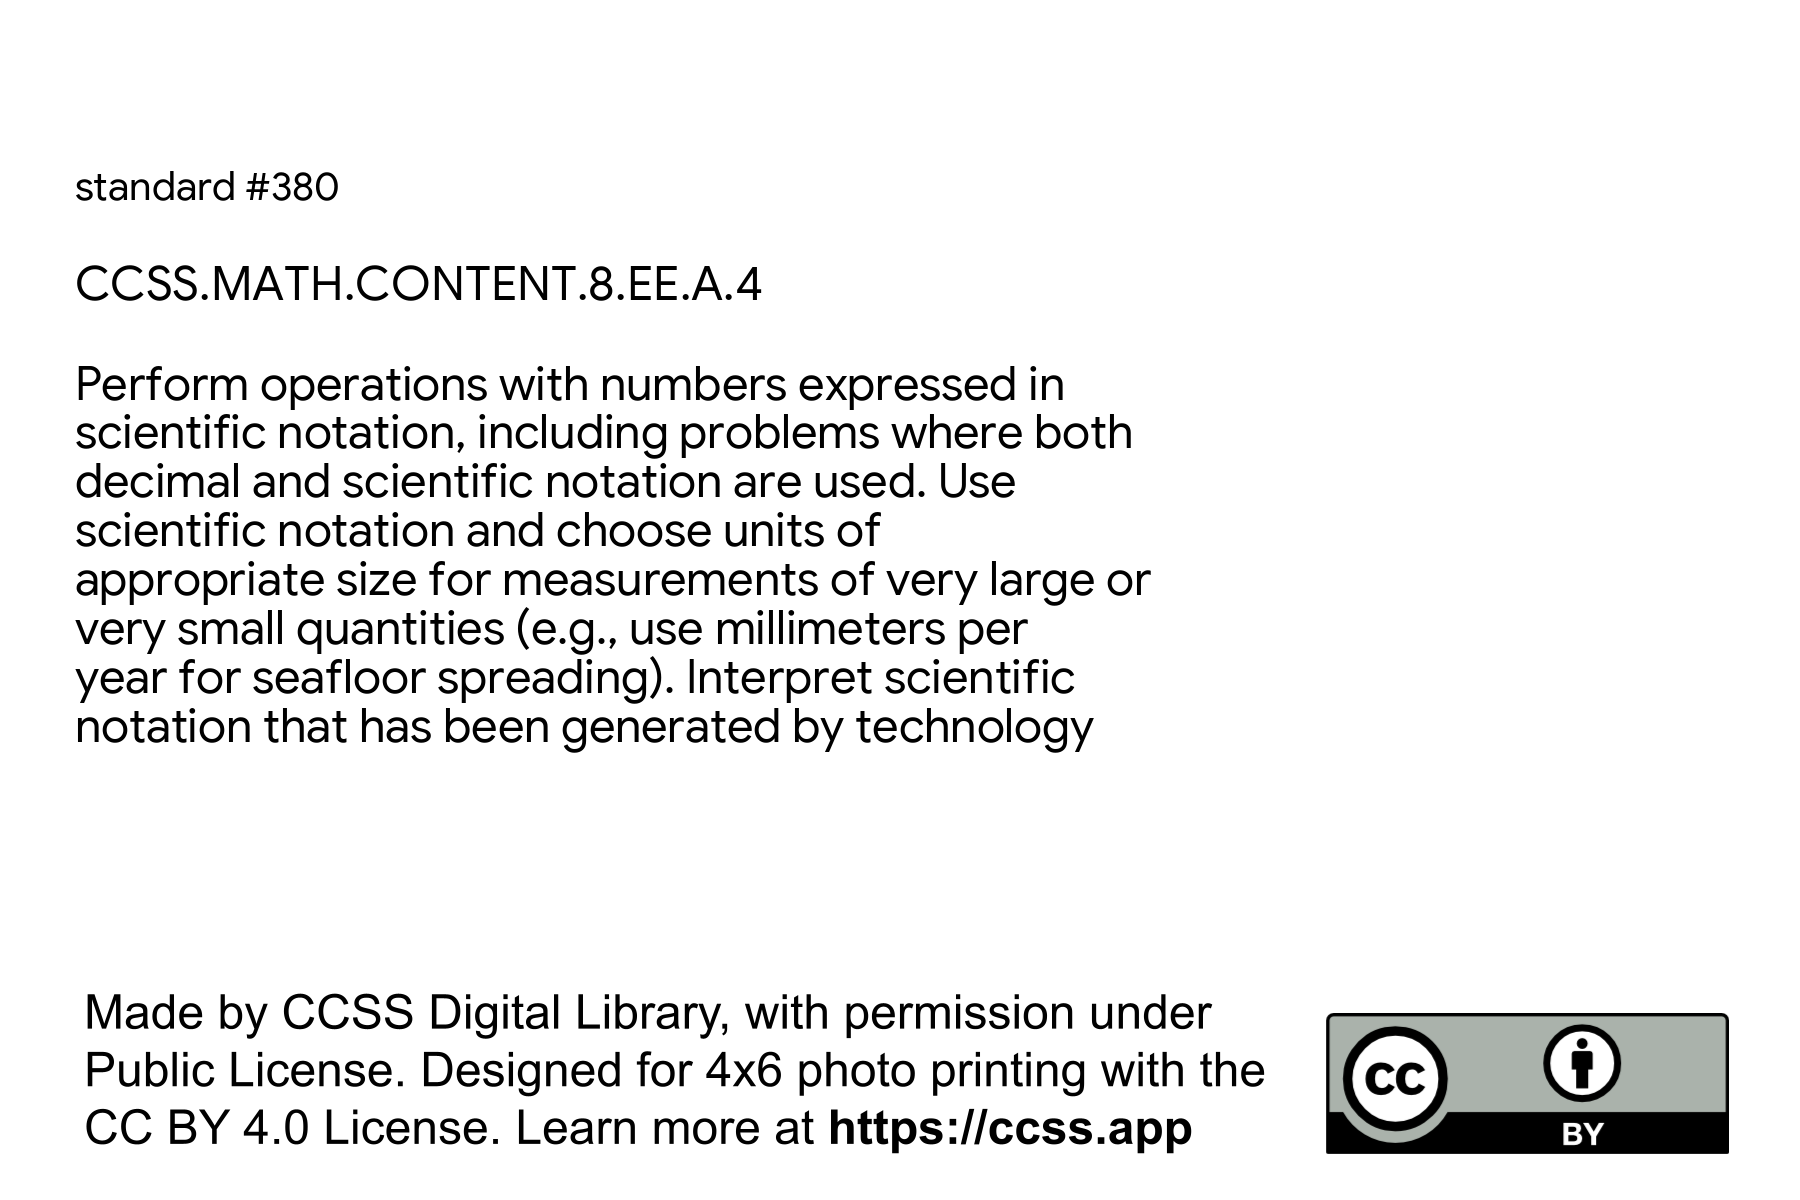 standard #380
CCSS.MATH.CONTENT.8.EE.A.4
Perform operations with numbers expressed in
scientific notation, including problems where both
decimal and scientific notation are used. Use
scientific notation and choose units of
appropriate size for measurements of very large or
very small quantities (e.g., use millimeters per
year for seafloor spreading). Interpret scientific
notation that has been generated by technology
Made by CCSS Digital Library, with permission under
Public License. Designed for 4x6 photo printing with the
CC BY 4.0 License. Learn more at https://ccss.app
CC
BY